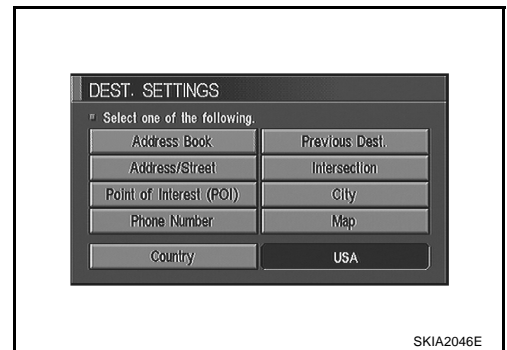 DEST. SETTINGS
Select one of the following.
Address Book Previous Dest.
Address/Street Intersection
Point of Interest (POI) City
Phone Number Map
Country USA
SKIA2046E